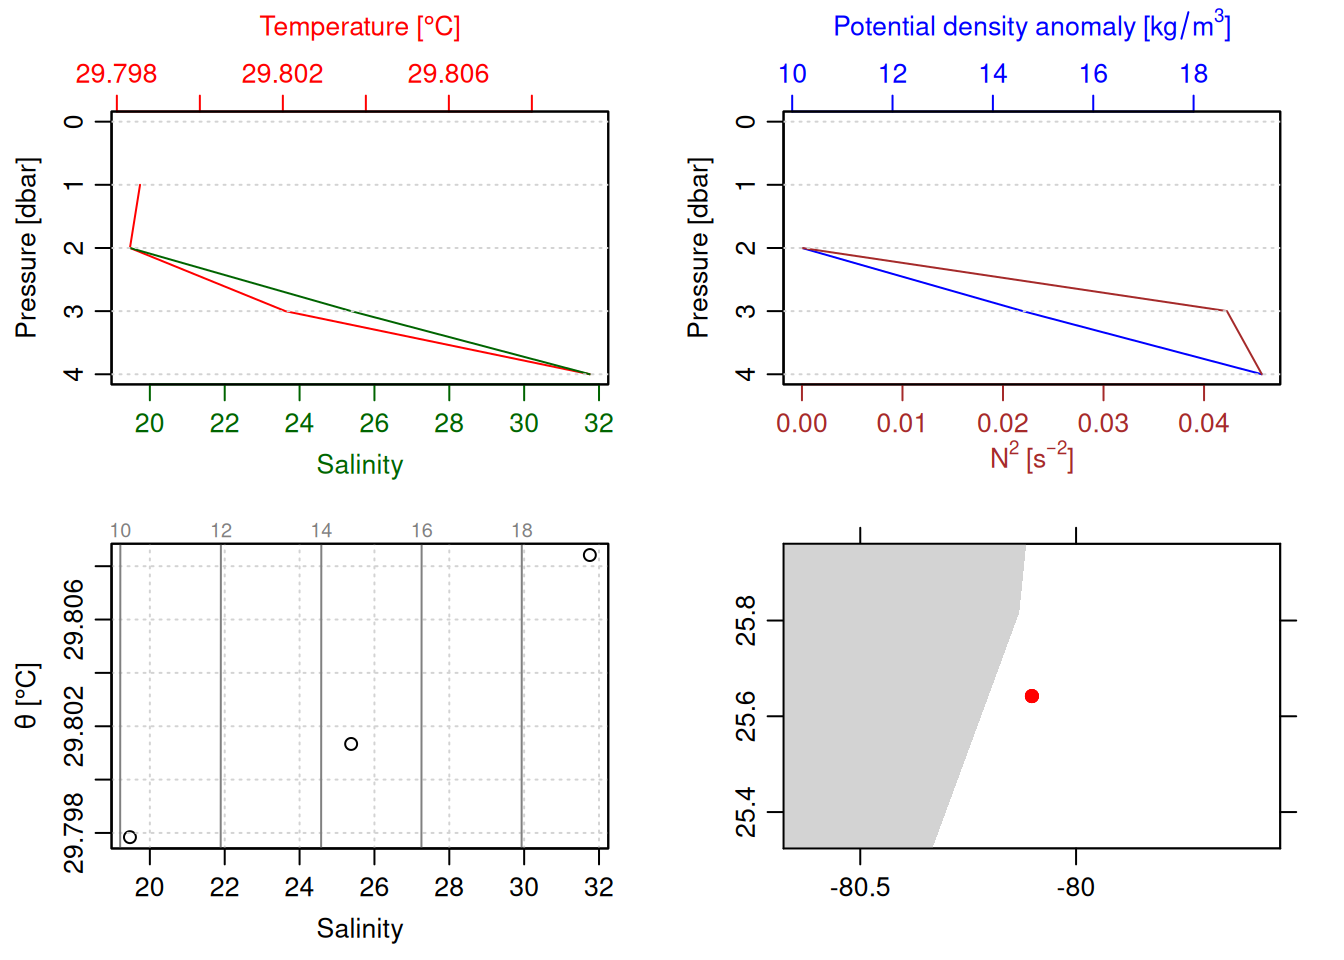 Temperature [°C]
29.798 29.802 29.806
0
1
2
3
4
Pressure [dbar]
20 22 24 26 28 30 32
Salinity
Potential density anomaly [kg/m³]
10 12 14 16 18
0
1
2
3
4
Pressure [dbar]
0.00 0.01 0.02 0.03 0.04
N² [s⁻²]
10 12 14 16 18
29.806
29.802
29.798
θ [°C]
20 22 24 26 28 30 32
Salinity
25.8
25.6
25.4
-80.5 -80